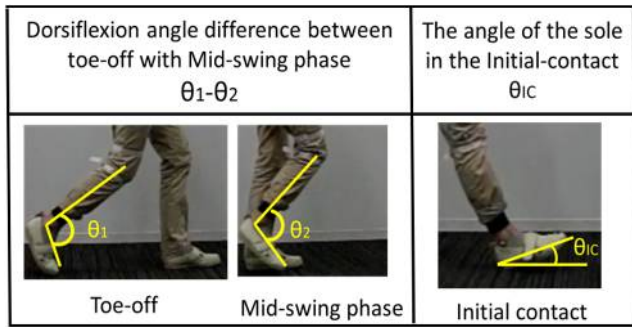 Dorsiflexion angle difference between
toe-off with Mid-swing phase
θ1-θ2
The angle of the sole
in the Initial-contact
θIC
θ1
θ2
θIC
Toe-off
Mid-swing phase
Initial contact